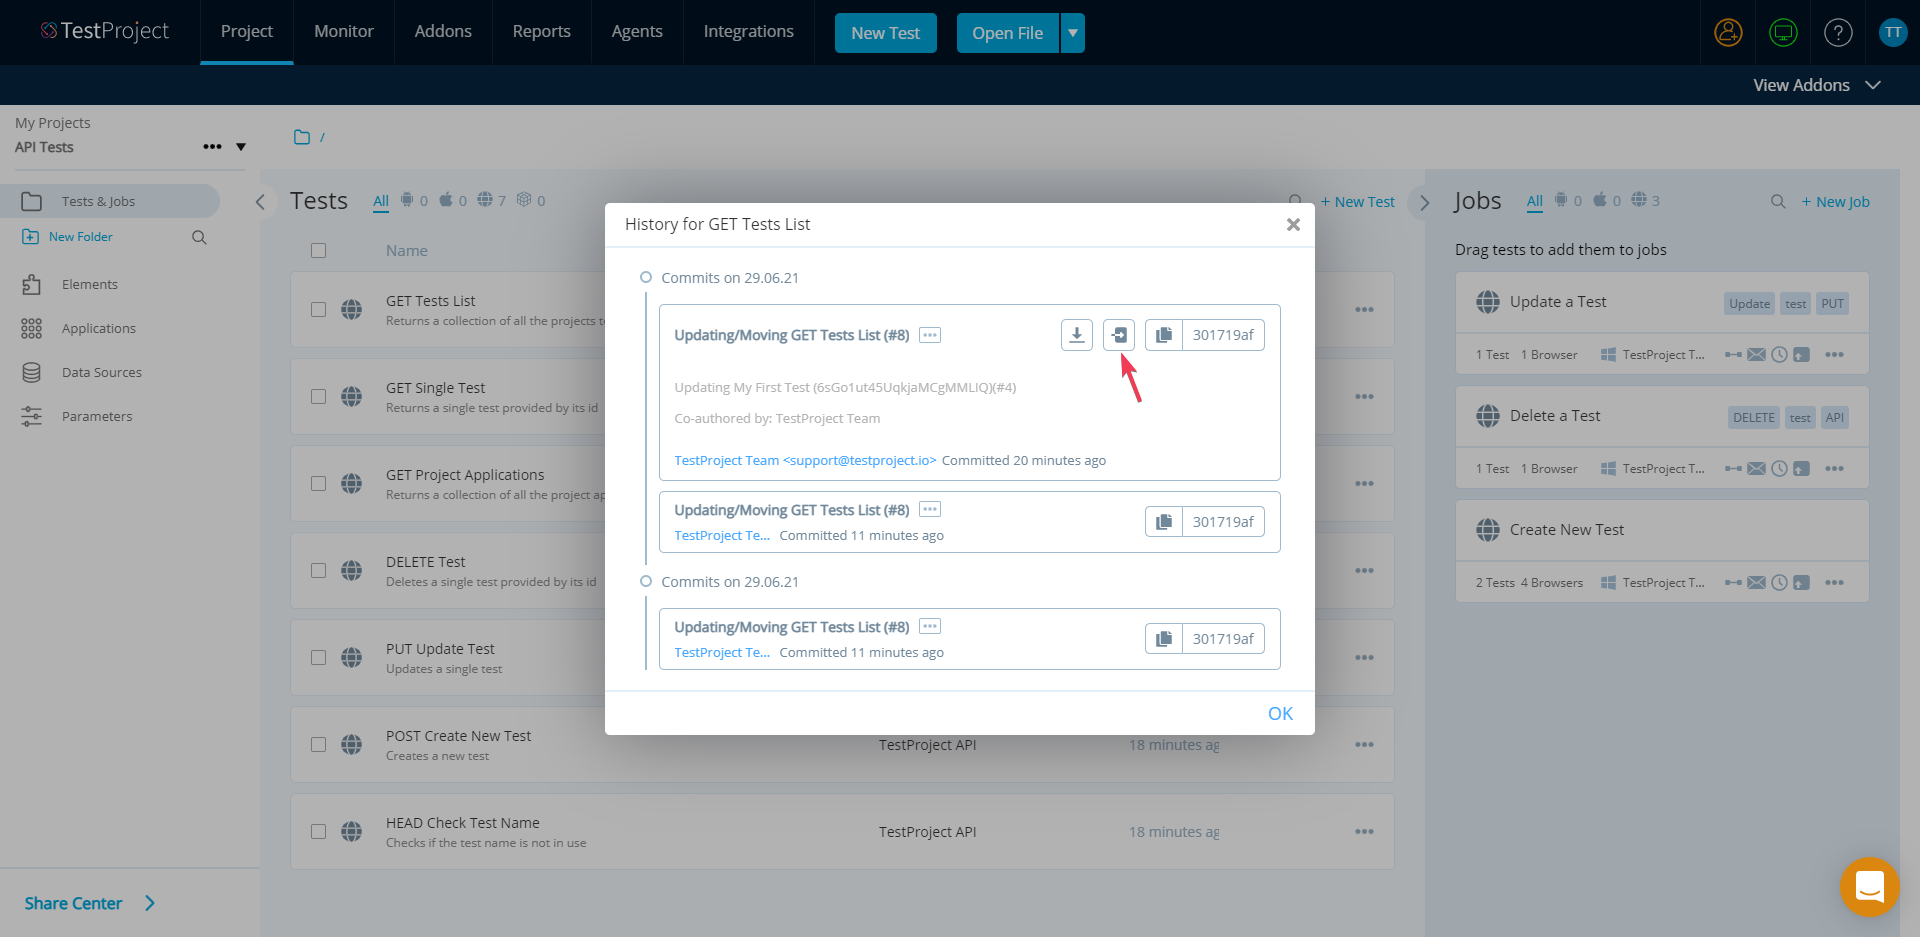 TestProject
Project
Monitor
Addons
Reports
Agents
Integrations
New Test
Open File
?
TT
View Addons
My Projects
API Tests
/
Tests & Jobs
New Folder
Elements
Applications
Data Sources
Parameters
Share Center
Tests
All 0 0 7 0
+ New Test
Name
GET Tests List
Returns a collection of all the projects
GET Single Test
Returns a single test provided by its id
GET Project Applications
Returns a collection of all the project
DELETE Test
Deletes a single test provided by its id
PUT Update Test
Updates a single test
POST Create New Test
Creates a new test
TestProject API
18 minutes ag
HEAD Check Test Name
Checks if the test name is not in use
TestProject API
18 minutes ag
History for GET Tests List
Commits on 29.06.21
Updating/Moving GET Tests List (#8)
301719af
Updating My First Test (6sGo1ut45UqkjaMCgMMLIQ)(#4)
Co-authored by: TestProject Team
TestProject Team <support@testproject.io> Committed 20 minutes ago
Updating/Moving GET Tests List (#8)
301719af
TestProject Te... Committed 11 minutes ago
Commits on 29.06.21
Updating/Moving GET Tests List (#8)
301719af
TestProject Te... Committed 11 minutes ago
OK
Jobs
All 0 0 3
+ New Job
Drag tests to add them to jobs
Update a Test
Update test PUT
1 Test 1 Browser TestProject T...
Delete a Test
DELETE test API
1 Test 1 Browser TestProject T...
Create New Test
2 Tests 4 Browsers TestProject T...